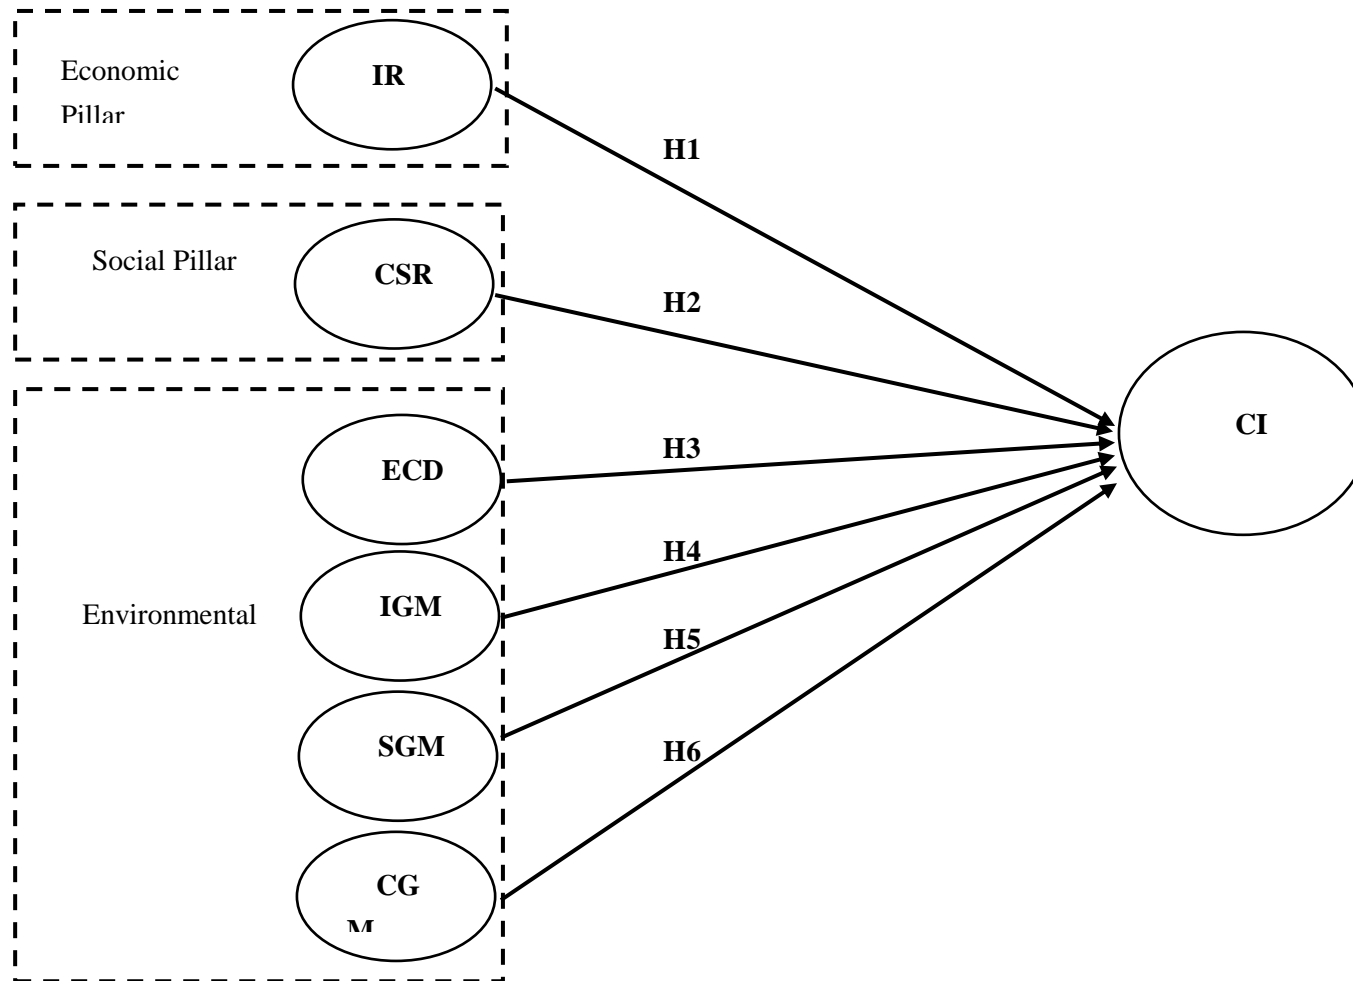 Economic
Pillar
IR
H1
Social Pillar
CSR
H2
CI
ECD
H3
IGM
H4
Environmental
H5
SGM
H6
CG
M